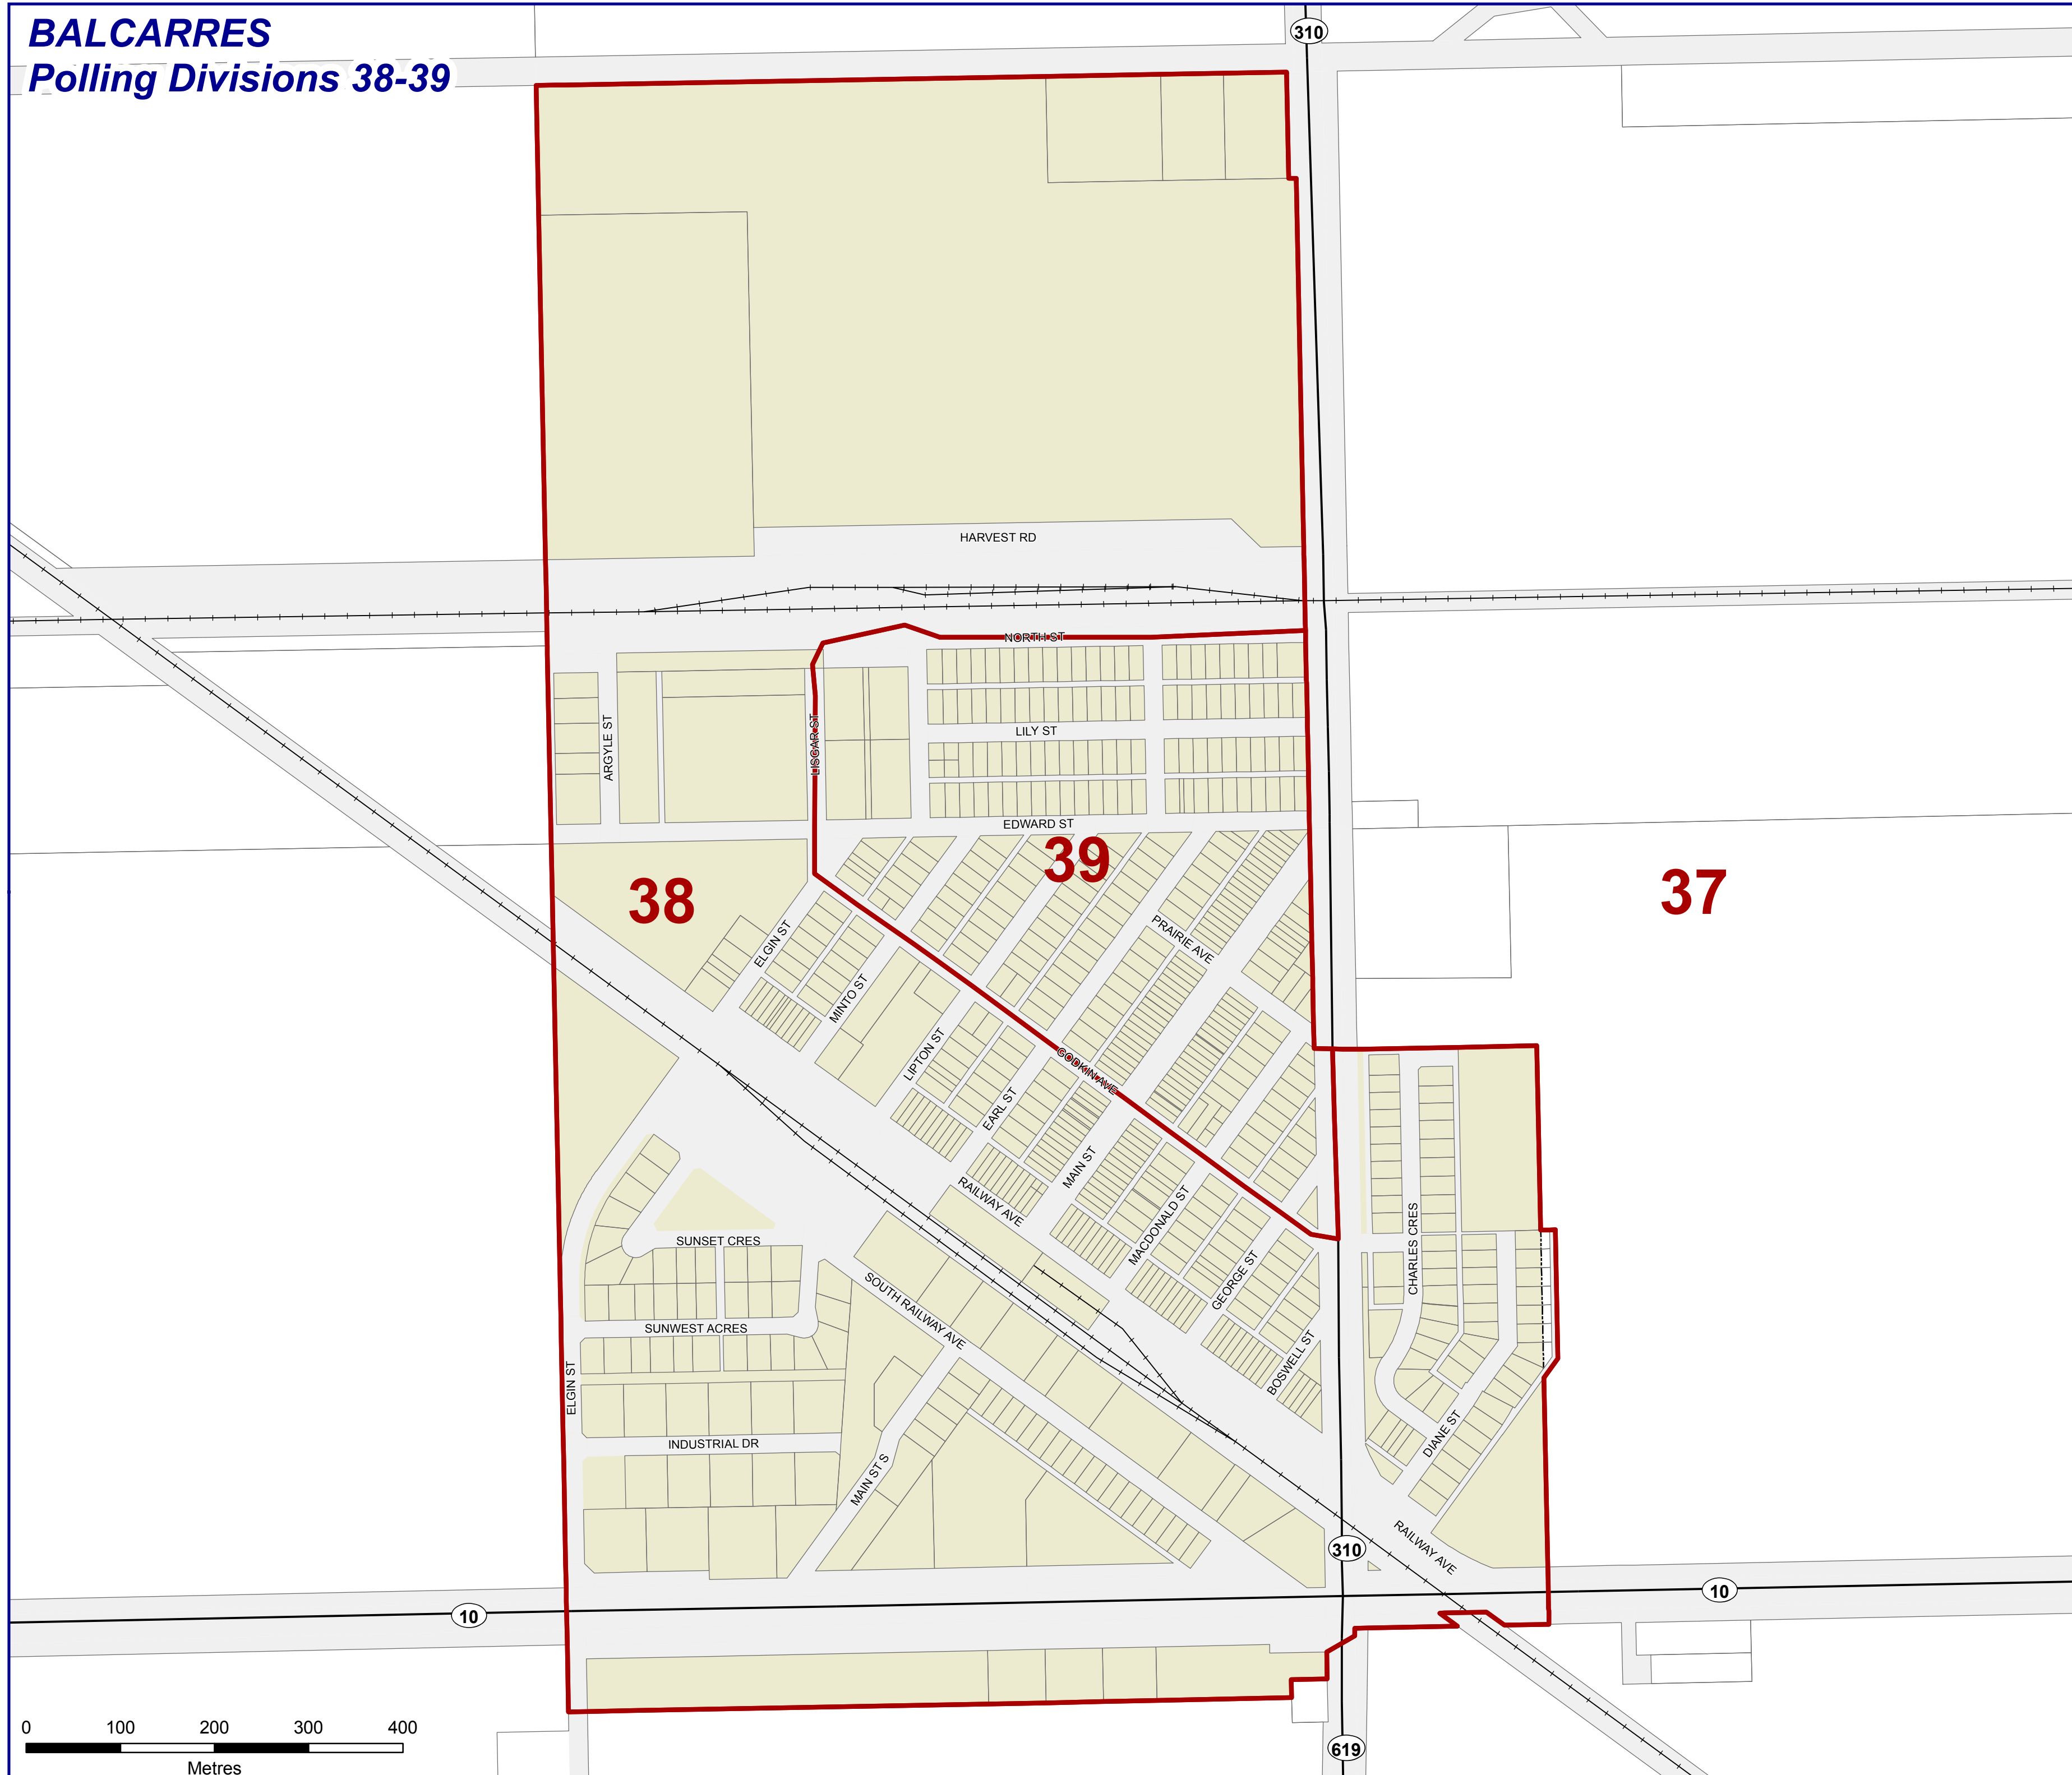 BALCARRES
Polling Divisions 38-39
310
HARVEST RD
NORTH ST
ARGYLE ST
LISGAR ST
LILY ST
EDWARD ST
39
38
37
PRAIRIE AVE
ELGIN ST
MINTO ST
LIPTON ST
GODKIN AVE
EARL ST
MAIN ST
RAILWAY AVE
MACDONALD ST
GEORGE ST
BOSWELL ST
CHARLES CRES
DIANE ST
SUNSET CRES
SOUTH RAILWAY AVE
SUNWEST ACRES
ELGIN ST
INDUSTRIAL DR
MAIN ST S
RAILWAY AVE
310
10
10
619
0 100 200 300 400
Metres